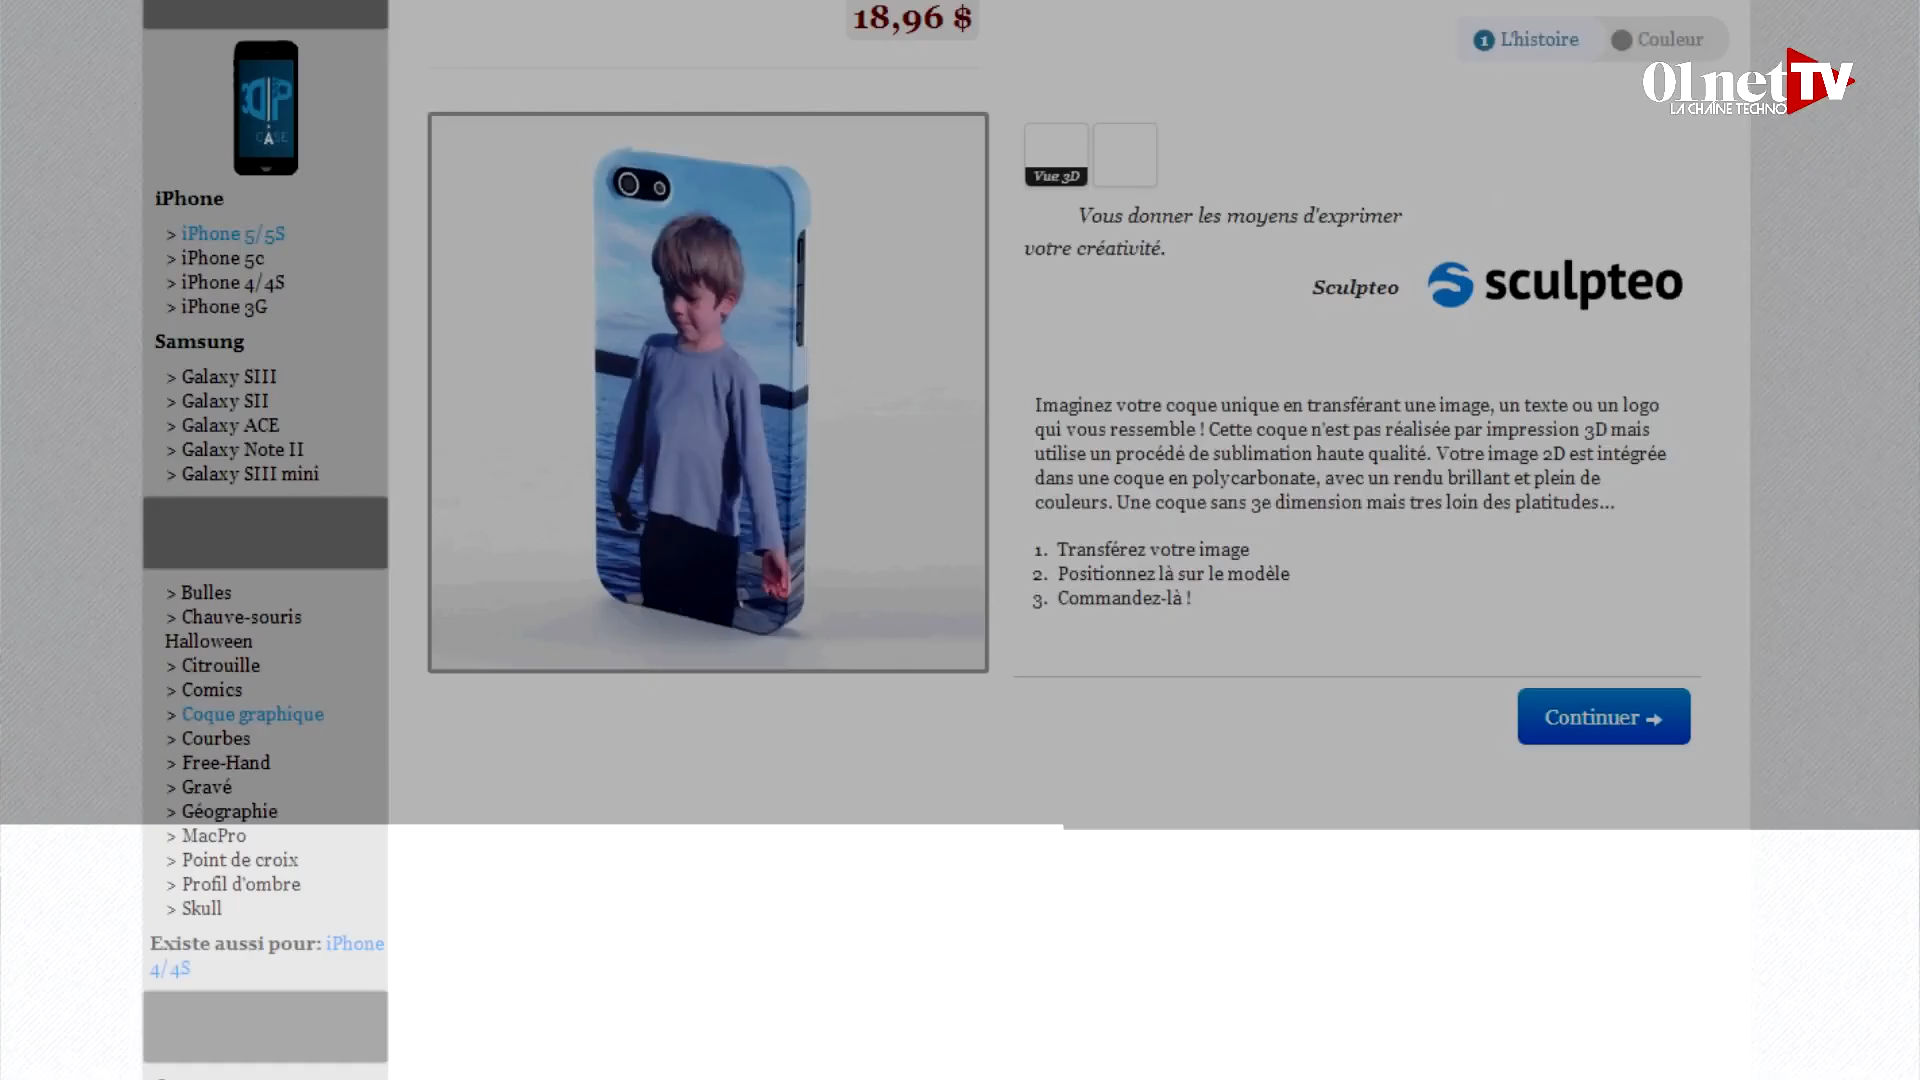 18,96 $
1 L'histoire
Couleur
01netTV
LA CHAÎNE TECHNO
3DP
CASE
iPhone
> iPhone 5/5S
> iPhone 5c
> iPhone 4/4S
> iPhone 3G
Samsung
> Galaxy SIII
> Galaxy SII
> Galaxy ACE
> Galaxy Note II
> Galaxy SIII mini
> Bulles
> Chauve-souris
Halloween
> Citrouille
> Comics
> Coque graphique
> Courbes
> Free-Hand
> Gravé
> Géographie
> MacPro
> Point de croix
> Profil d'ombre
> Skull
Existe aussi pour: iPhone
4/4S
Vue 3D
Vous donner les moyens d'exprimer
votre créativité.
Sculpteo
sculpteo
Imaginez votre coque unique en transférant une image, un texte ou un logo
qui vous ressemble ! Cette coque n'est pas réalisée par impression 3D mais
utilise un procédé de sublimation haute qualité. Votre image 2D est intégrée
dans une coque en polycarbonate, avec un rendu brillant et plein de
couleurs. Une coque sans 3e dimension mais tres loin des platitudes...
1. Transférez votre image
2. Positionnez là sur le modèle
3. Commandez-là !
Continuer →